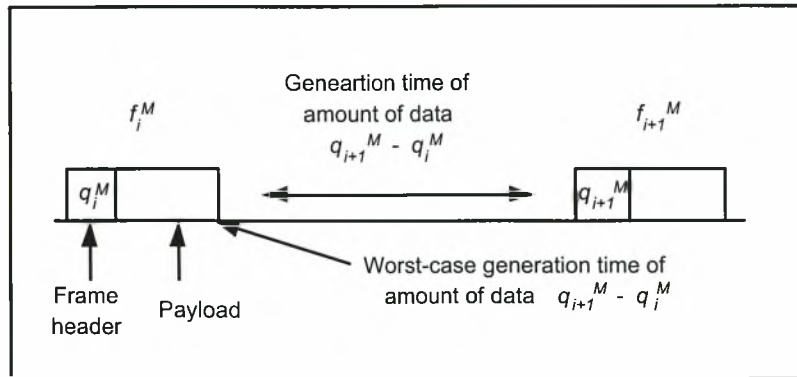 Geneartion time of
amount of data
q_{i+1}^M - q_i^M
f_i^M
f_{i+1}^M
q_i^M
q_{i+1}^M
Worst-case generation time of
amount of data q_{i+1}^M - q_i^M
Frame
header
Payload